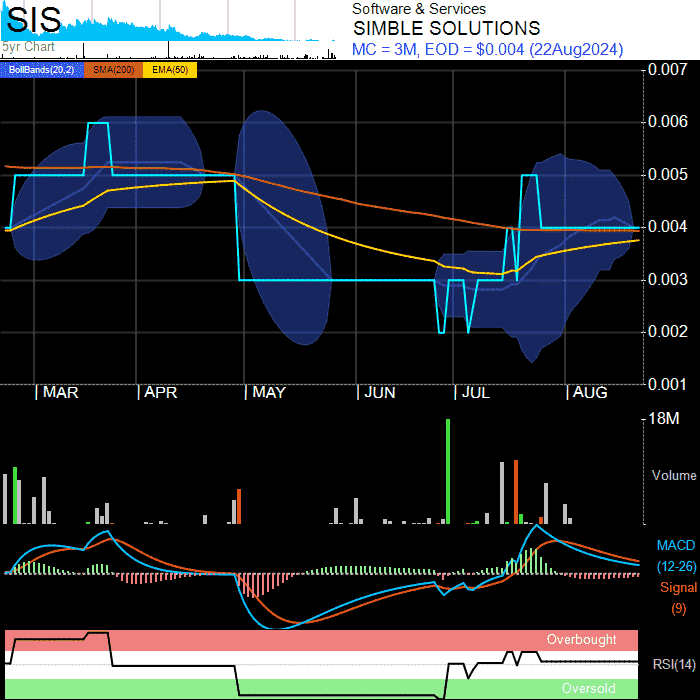 SIS
5yr Chart
Software & Services
SIMBLE SOLUTIONS
MC = 3M, EOD = $0.004 (22Aug2024)
BollBands(20,2) SMA(200) EMA(50)
0.007
0.006
0.005
0.004
0.003
0.002
0.001
MAR APR MAY JUN JUL AUG
18M
Volume
MACD
(12-26)
Signal
(9)
Overbought
RSI(14)
Oversold